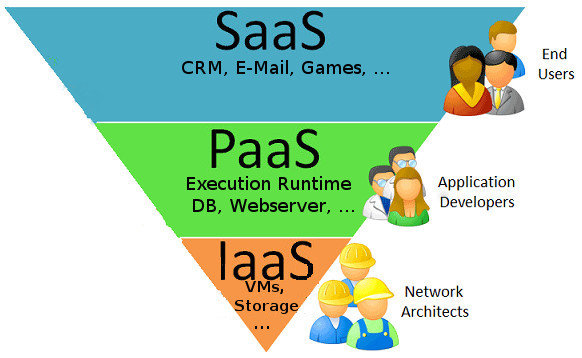 SaaS
CRM, E-Mail, Games, ...
End
Users
PaaS
Execution Runtime
DB, Webserver, ...
Application
Developers
IaaS
VMs,
Storage
...
Network
Architects